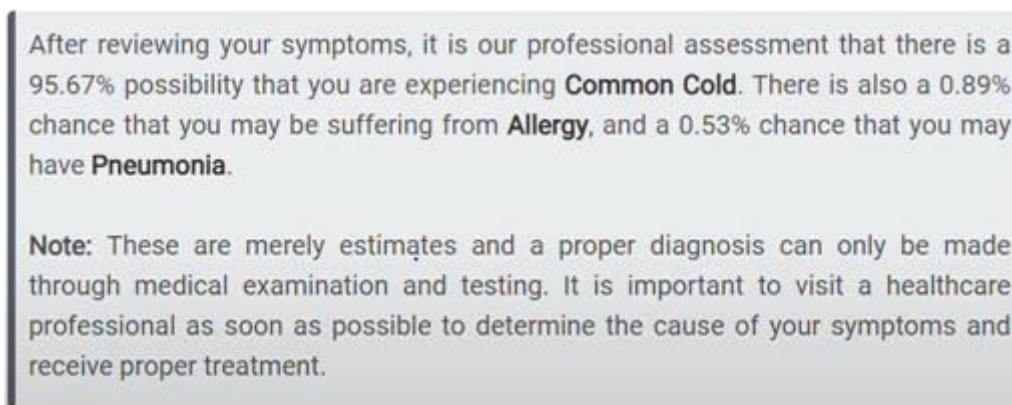 After reviewing your symptoms, it is our professional assessment that there is a
95.67% possibility that you are experiencing Common Cold. There is also a 0.89%
chance that you may be suffering from Allergy, and a 0.53% chance that you may
have Pneumonia.
Note: These are merely estimates and a proper diagnosis can only be made
through medical examination and testing. It is important to visit a healthcare
professional as soon as possible to determine the cause of your symptoms and
receive proper treatment.